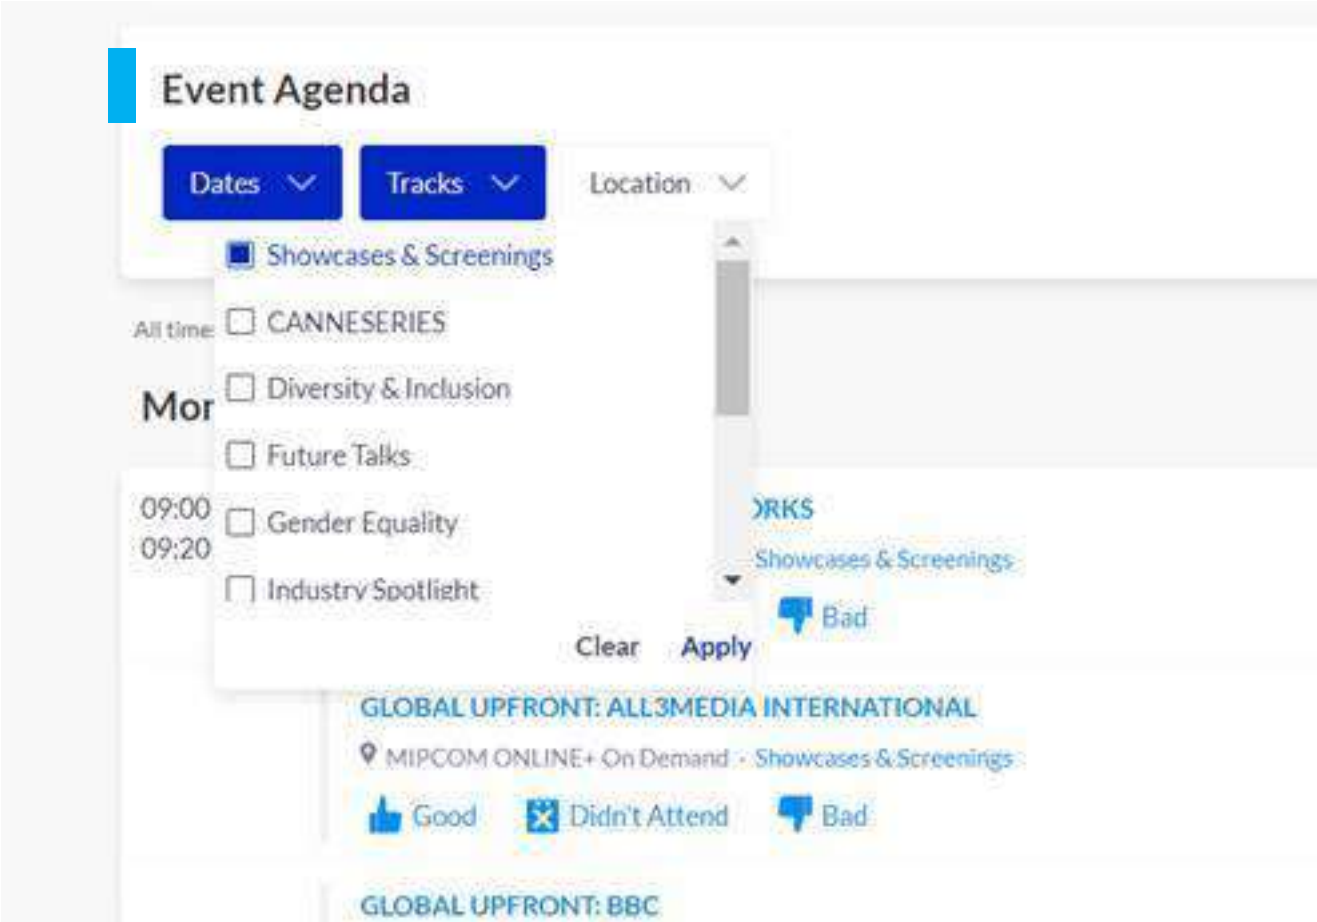 Event Agenda
Dates Tracks Location
Showcases & Screenings
All time
CANNESERIES
Diversity & Inclusion
Mor
Future Talks
09:00
ORKS
Gender Equality
09:20
Showcases & Screenings
Industry Spotlight
Bad
Clear Apply
GLOBAL UPFRONT: ALL3MEDIA INTERNATIONAL
MIPCOM ONLINE+ On Demand - Showcases & Screenings
Good Didn't Attend Bad
GLOBAL UPFRONT: BBC